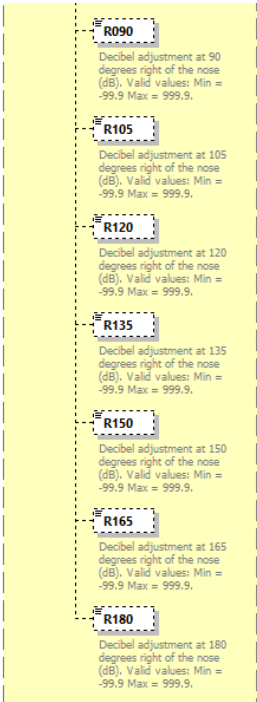 R090
Decibel adjustment at 90
degrees right of the nose
(dB). Valid values: Min =
-99.9 Max = 999.9.
R105
Decibel adjustment at 105
degrees right of the nose
(dB). Valid values: Min =
-99.9 Max = 999.9.
R120
Decibel adjustment at 120
degrees right of the nose
(dB). Valid values: Min =
-99.9 Max = 999.9.
R135
Decibel adjustment at 135
degrees right of the nose
(dB). Valid values: Min =
-99.9 Max = 999.9.
R150
Decibel adjustment at 150
degrees right of the nose
(dB). Valid values: Min =
-99.9 Max = 999.9.
R165
Decibel adjustment at 165
degrees right of the nose
(dB). Valid values: Min =
-99.9 Max = 999.9.
R180
Decibel adjustment at 180
degrees right of the nose
(dB). Valid values: Min =
-99.9 Max = 999.9.